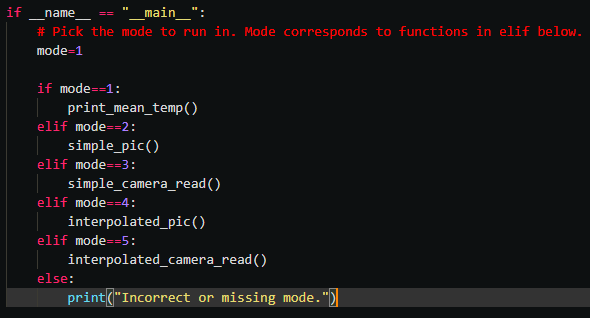 if __name__ == "__main__":
    # Pick the mode to run in. Mode corresponds to functions in elif below.
    mode=1

    if mode==1:
        print_mean_temp()
    elif mode==2:
        simple_pic()
    elif mode==3:
        simple_camera_read()
    elif mode==4:
        interpolated_pic()
    elif mode==5:
        interpolated_camera_read()
    else:
        print("Incorrect or missing mode.")